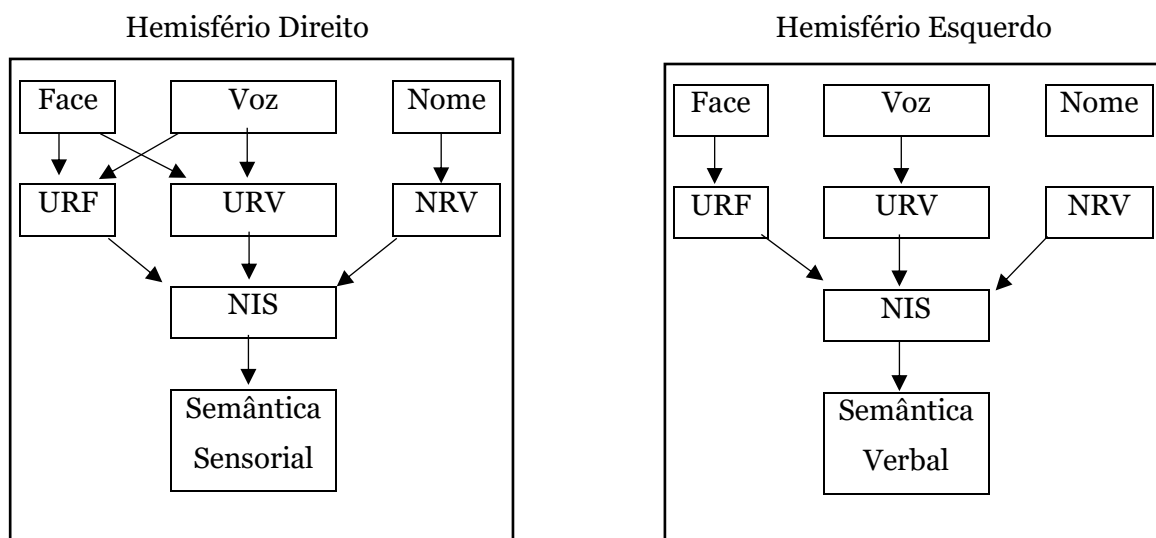 Hemisfério Direito
Face Voz Nome
URF URV NRV
NIS
Semântica
Sensorial
Hemisfério Esquerdo
Face Voz Nome
URF URV NRV
NIS
Semântica
Verbal